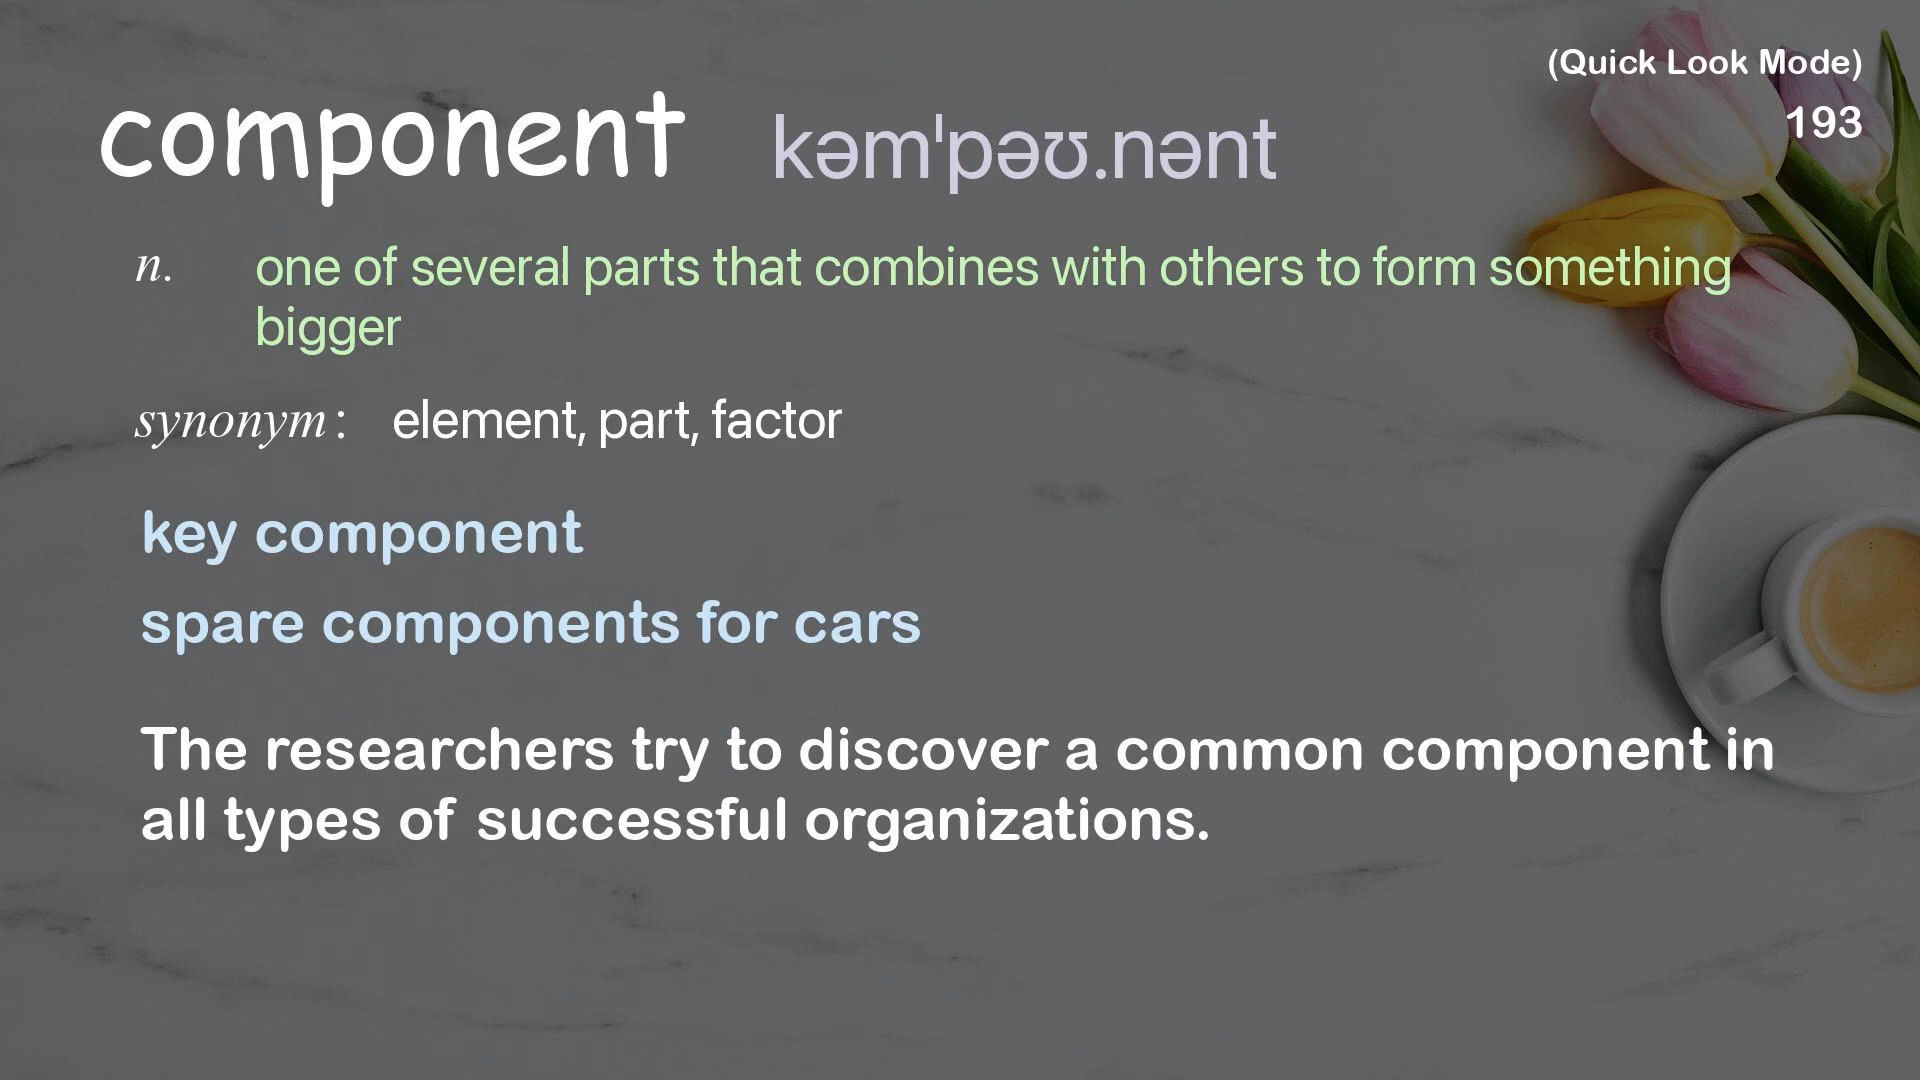 (Quick Look Mode)
component kəmˈpəʊ.nənt
193
n. one of several parts that combines with others to form something
bigger
synonym: element, part, factor
key component
spare components for cars
The researchers try to discover a common component in
all types of successful organizations.